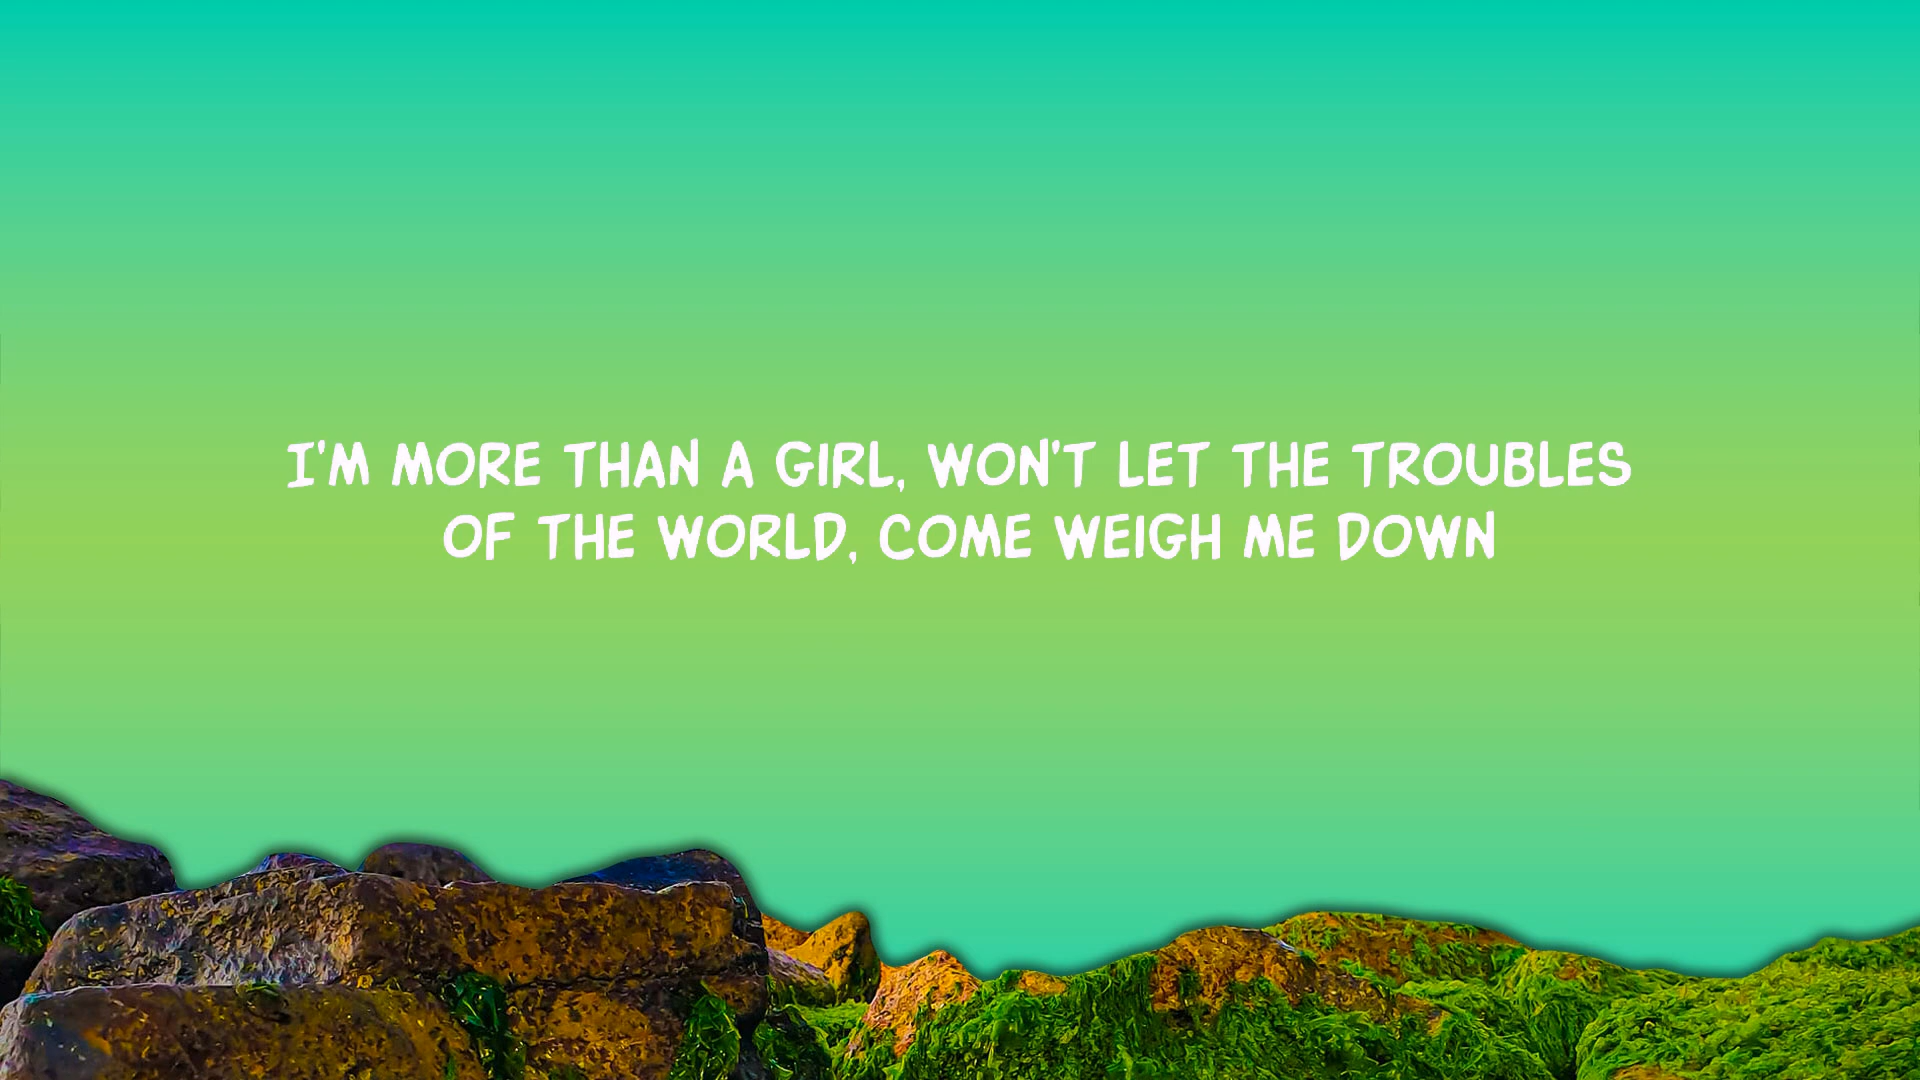 I'M MORE THAN A GIRL, WON'T LET THE TROUBLES
OF THE WORLD, COME WEIGH ME DOWN